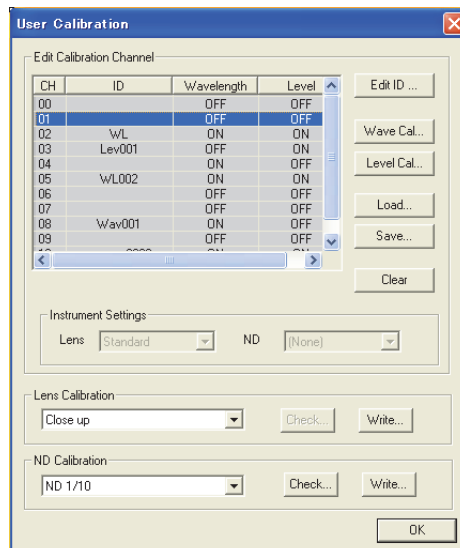 User Calibration
Edit Calibration Channel
CH ID Wavelength Level
00 OFF OFF
01 OFF OFF
02 WL ON ON
03 Lev001 OFF ON
04 ON OFF
05 WL002 ON ON
06 OFF OFF
07 OFF OFF
08 Wav001 ON OFF
09 OFF OFF
Edit ID ...
Wave Cal...
Level Cal...
Load...
Save...
Clear
Instrument Settings
Lens Standard ND (None)
Lens Calibration
Close up Check... Write...
ND Calibration
ND 1/10 Check... Write...
OK